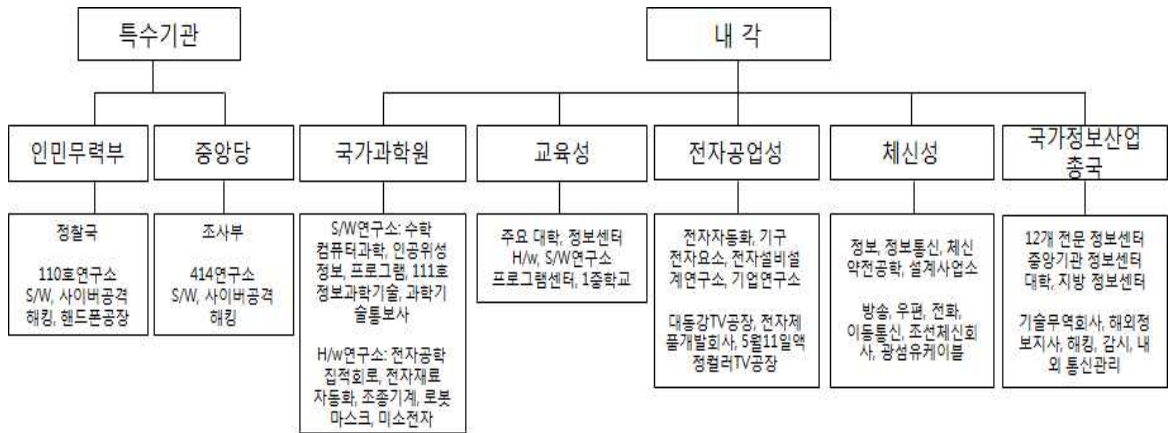 특수기관
내 각
인민무력부
중앙당
국가과학원
교육성
전자공업성
체신성
국가정보산업
총국
정찰국
110호연구소
S/W, 사이버공격
해킹, 핸드폰공장
조사부
414연구소
S/W, 사이버공격
해킹
S/W연구소: 수학
컴퓨터과학, 인공위성
정보, 프로그램, 111호
정보과학기술, 과학기
술통보사
H/w연구소: 전자공학
집적회로, 전자재료
자동화, 조종기계, 로봇
마스크, 미소전자
주요 대학, 정보센터
H/w, S/W연구소
프로그램센터, 1중학교
전자자동화, 기구
전자요소, 전자설비설
계연구소, 기업연구소
대동강TV공장, 전자제
품개발회사, 5월11일액
정컬러TV공장
정보, 정보통신, 체신
약전공학, 설계사업소
방송, 우편, 전화,
이동통신, 조선체신회
사, 광섬유케이블
12개 전문 정보센터
중앙기관 정보센터
대학, 지방 정보센터
기술무역회사, 해외정
보지사, 해킹, 감시, 내
외 통신관리